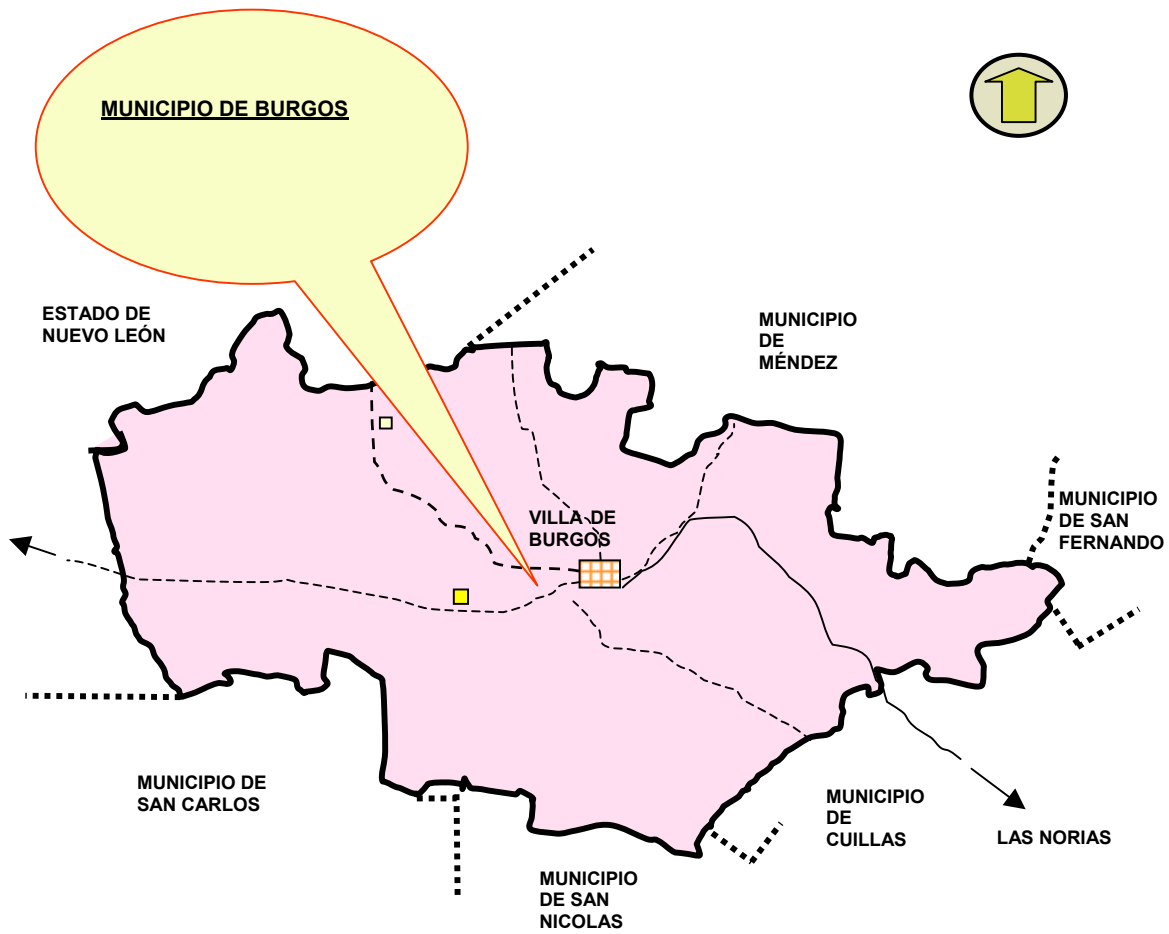 MUNICIPIO DE BURGOS
ESTADO DE
NUEVO LEÓN
MUNICIPIO
DE
MÉNDEZ
MUNICIPIO
DE SAN
FERNANDO
VILLA DE
BURGOS
MUNICIPIO DE
SAN CARLOS
MUNICIPIO
DE
CUILLAS
LAS NORIAS
MUNICIPIO
DE SAN
NICOLAS